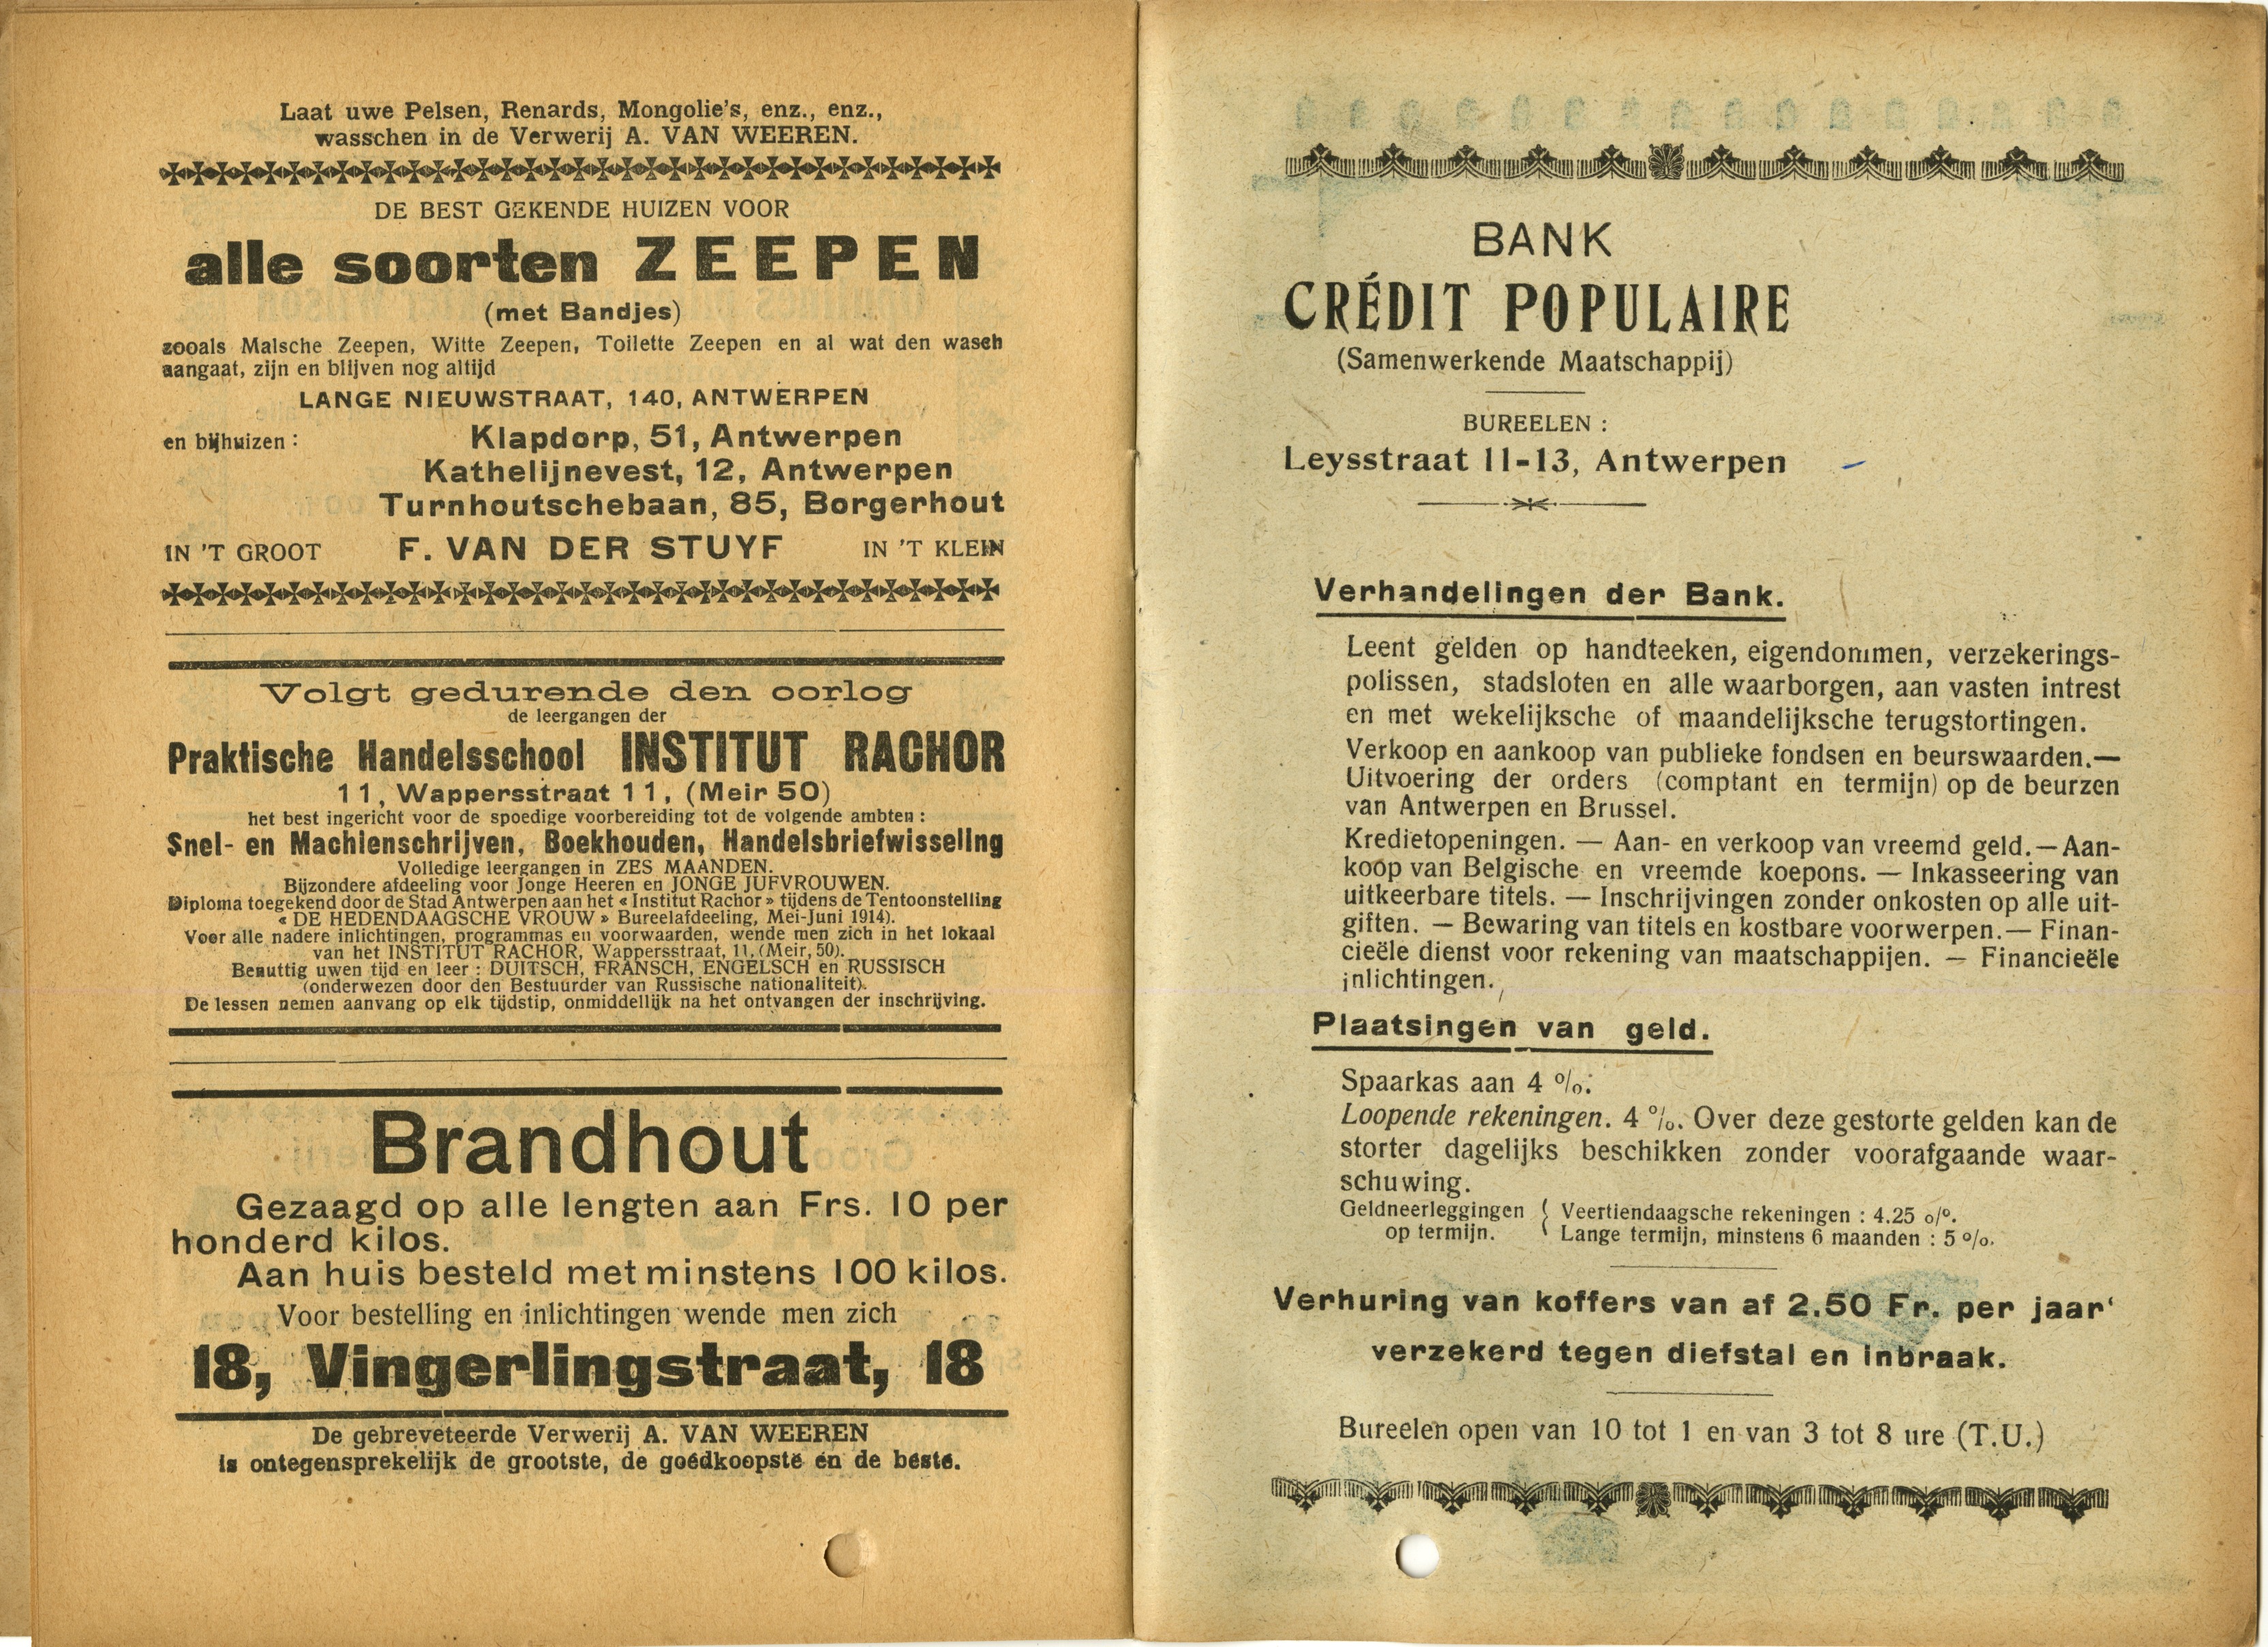 Laat uwe Pelsen, Renards, Mongolie's, enz., enz.,
wasschen in de Verwerij A. VAN WEEREN.
DE BEST GEKENDE HUIZEN VOOR
alle soorten ZEEPEN
(met Bandjes)
zooals Malsche Zeepen, Witte Zeepen, Toilette Zeepen en al wat den wasch
aangaat, zijn en blijven nog altijd
LANGE NIEUWSTRAAT, 140, ANTWERPEN
en bijhuizen : Klapdorp, 51, Antwerpen
Kathelijnevest, 12, Antwerpen
Turnhoutschebaan, 85, Borgerhout
IN 'T GROOT F. VAN DER STUYF IN 'T KLEIN
Volgt gedurende den oorlog
de leergangen der
Praktische Handelsschool INSTITUT RACHOR
11, Wappersstraat 11, (Meir 50)
het best ingericht voor de spoedige voorbereiding tot de volgende ambten :
Snel- en Machienschrijven, Boekhouden, Handelsbriefwisseling
Volledige leergangen in ZES MAANDEN.
Bijzondere afdeeling voor Jonge Heeren en JONGE JUFVROUWEN.
Diploma toegekend door de Stad Antwerpen aan het « Institut Rachor » tijdens de Tentoonstelling
« DE HEDENDAAGSCHE VROUW » Bureelafdeeling, Mei-Juni 1914).
Voor alle nadere inlichtingen, programmas en voorwaarden, wende men zich in het lokaal
van het INSTITUT RACHOR, Wappersstraat, 11, (Meir, 50).
Benuttig uwen tijd en leer : DUITSCH, FRANSCH, ENGELSCH en RUSSISCH
(onderwezen door den Bestuurder van Russische nationaliteit).
De lessen nemen aanvang op elk tijdstip, onmiddellijk na het ontvangen der inschrijving.
Brandhout
Gezaagd op alle lengten aan Frs. 10 per
honderd kilos.
Aan huis besteld met minstens 100 kilos.
Voor bestelling en inlichtingen wende men zich
18, Vingerlingstraat, 18
De gebreveteerde Verwerij A. VAN WEEREN
is ontegensprekelijk de grootste, de goedkoopste en de beste.
BANK
CRÉDIT POPULAIRE
(Samenwerkende Maatschappij)
BUREELEN :
Leysstraat 11-13, Antwerpen
Verhandelingen der Bank.
Leent gelden op handteeken, eigendommen, verzekerings-
polissen, stadsloten en alle waarborgen, aan vasten intrest
en met wekelijksche of maandelijksche terugstortingen.
Verkoop en aankoop van publieke fondsen en beurswaarden.—
Uitvoering der orders (comptant en termijn) op de beurzen
van Antwerpen en Brussel.
Kredietopeningen. — Aan- en verkoop van vreemd geld. — Aan-
koop van Belgische en vreemde koepons. — Inkasseering van
uitkeerbare titels. — Inschrijvingen zonder onkosten op alle uit-
giften. — Bewaring van titels en kostbare voorwerpen. — Finan-
cieële dienst voor rekening van maatschappijen. — Financieële
inlichtingen.
Plaatsingen van geld.
Spaarkas aan 4 %.
Loopende rekeningen. 4 %. Over deze gestorte gelden kan de
storter dagelijks beschikken zonder voorafgaande waar-
schuwing.
Geldneerleggingen { Veertiendaagsche rekeningen : 4.25 %.
op termijn. Lange termijn, minstens 6 maanden : 5 %.
Verhuring van koffers van af 2.50 Fr. per jaar'
verzekerd tegen diefstal en inbraak.
Bureelen open van 10 tot 1 en van 3 tot 8 ure (T.U.)